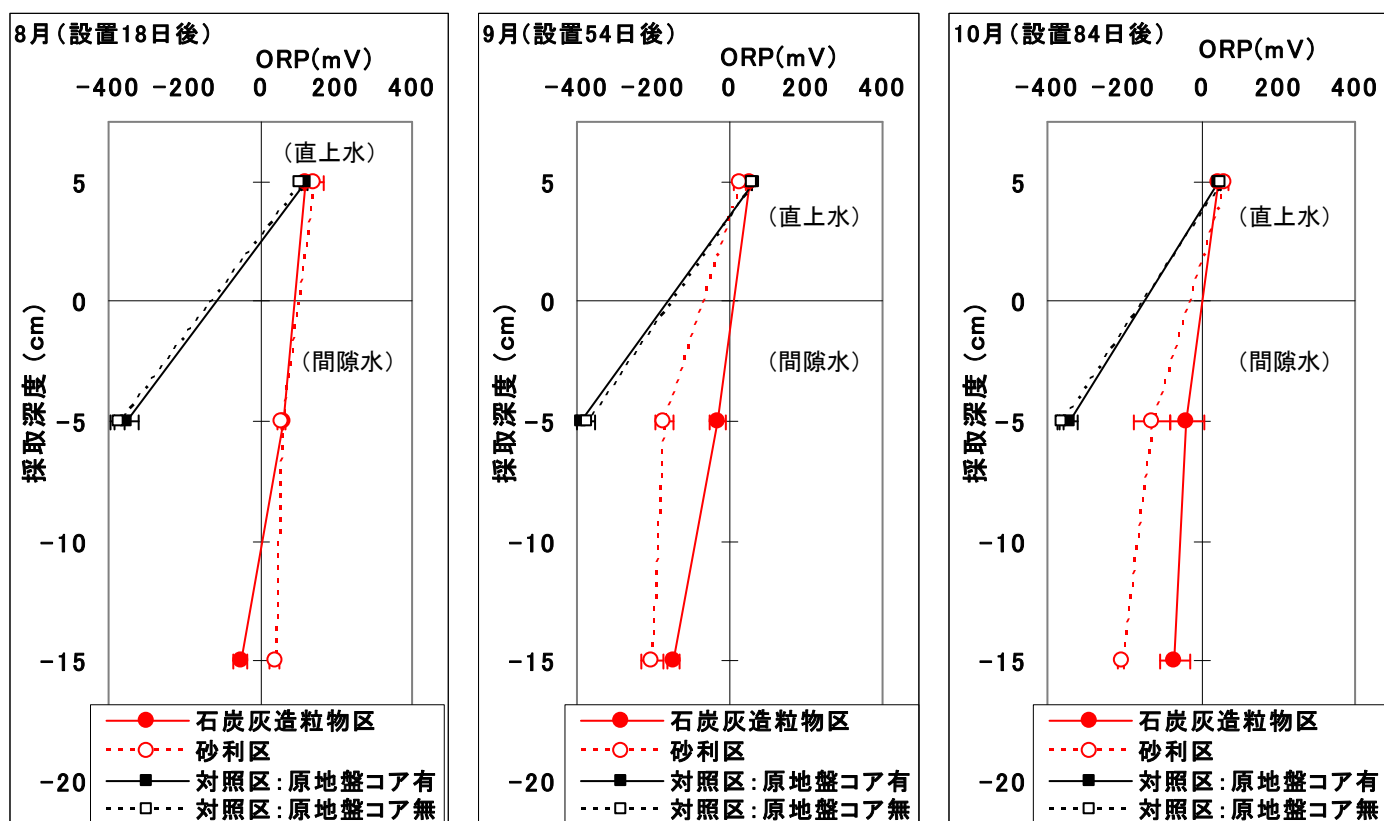 8月(設置18日後)
ORP(mV)
-400 -200 0 200 400
(直上水)
(間隙水)
採取深度(cm)
5
0
-5
-10
-15
-20
石炭灰造粒物区
砂利区
対照区:原地盤コア有
対照区:原地盤コア無
9月(設置54日後)
ORP(mV)
-400 -200 0 200 400
(直上水)
(間隙水)
採取深度(cm)
5
0
-5
-10
-15
-20
石炭灰造粒物区
砂利区
対照区:原地盤コア有
対照区:原地盤コア無
10月(設置84日後)
ORP(mV)
-400 -200 0 200 400
(直上水)
(間隙水)
採取深度(cm)
5
0
-5
-10
-15
-20
石炭灰造粒物区
砂利区
対照区:原地盤コア有
対照区:原地盤コア無